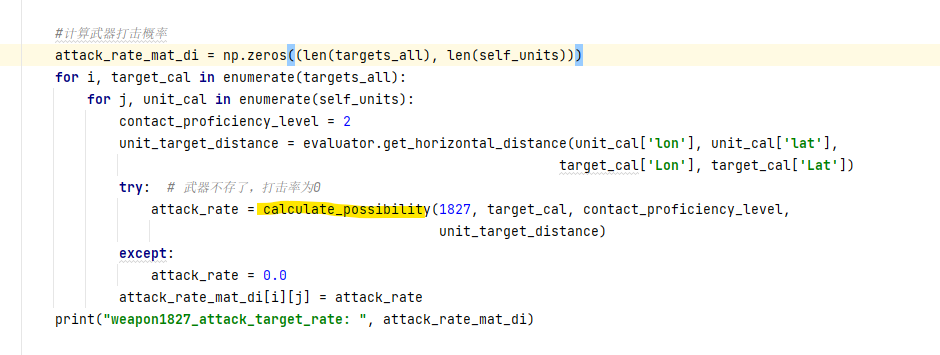 #计算武器打击概率
attack_rate_mat_di = np.zeros((len(targets_all), len(self_units)))
for i, target_cal in enumerate(targets_all):
for j, unit_cal in enumerate(self_units):
contact_proficiency_level = 2
unit_target_distance = evaluator.get_horizontal_distance(unit_cal['lon'], unit_cal['lat'],
target_cal['Lon'], target_cal['Lat'])
try:  # 武器不存了，打击率为0
attack_rate = calculate_possibility(1827, target_cal, contact_proficiency_level,
unit_target_distance)
except:
attack_rate = 0.0
attack_rate_mat_di[i][j] = attack_rate
print("weapon1827_attack_target_rate: ", attack_rate_mat_di)